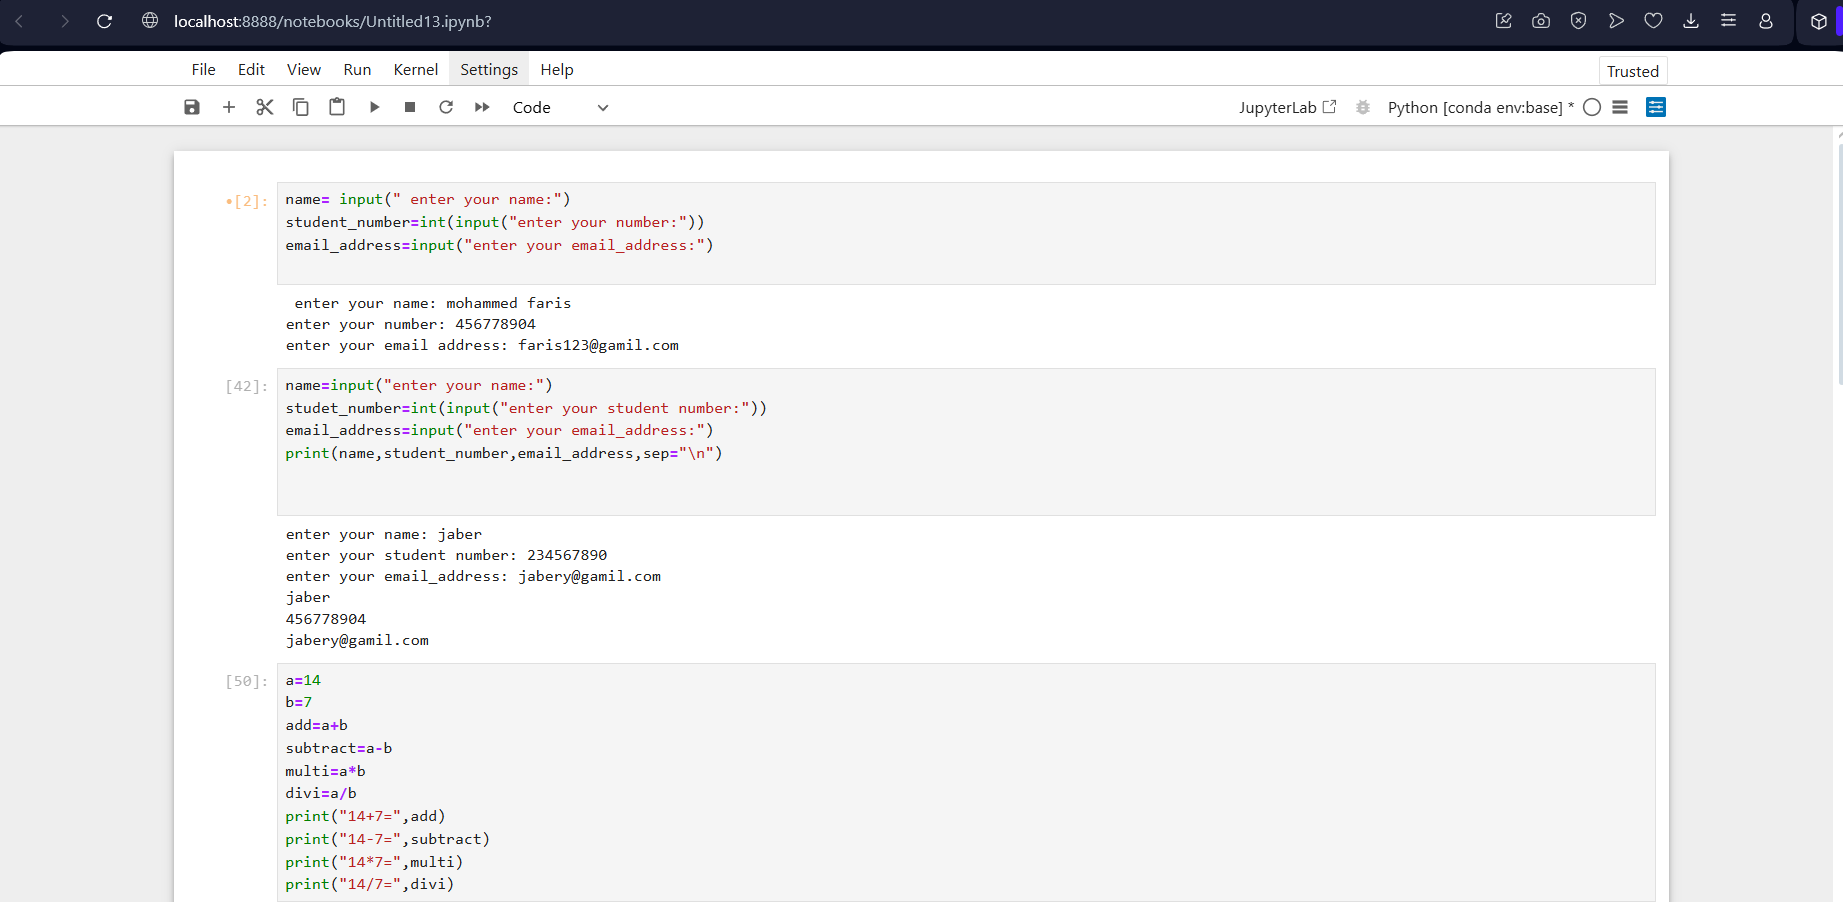 localhost:8888/notebooks/Untitled13.ipynb?
File Edit View Run Kernel Settings Help
Trusted
Code
JupyterLab
Python [conda env:base] *
•[2]:
name= input(" enter your name:")
student_number=int(input("enter your number:"))
email_address=input("enter your email_address:")
enter your name: mohammed faris
enter your number: 456778904
enter your email address: faris123@gamil.com
[42]:
name=input("enter your name:")
studet_number=int(input("enter your student number:"))
email_address=input("enter your email_address:")
print(name,student_number,email_address,sep="\n")
enter your name: jaber
enter your student number: 234567890
enter your email_address: jabery@gamil.com
jaber
456778904
jabery@gamil.com
[50]:
a=14
b=7
add=a+b
subtract=a-b
multi=a*b
divi=a/b
print("14+7=",add)
print("14-7=",subtract)
print("14*7=",multi)
print("14/7=",divi)